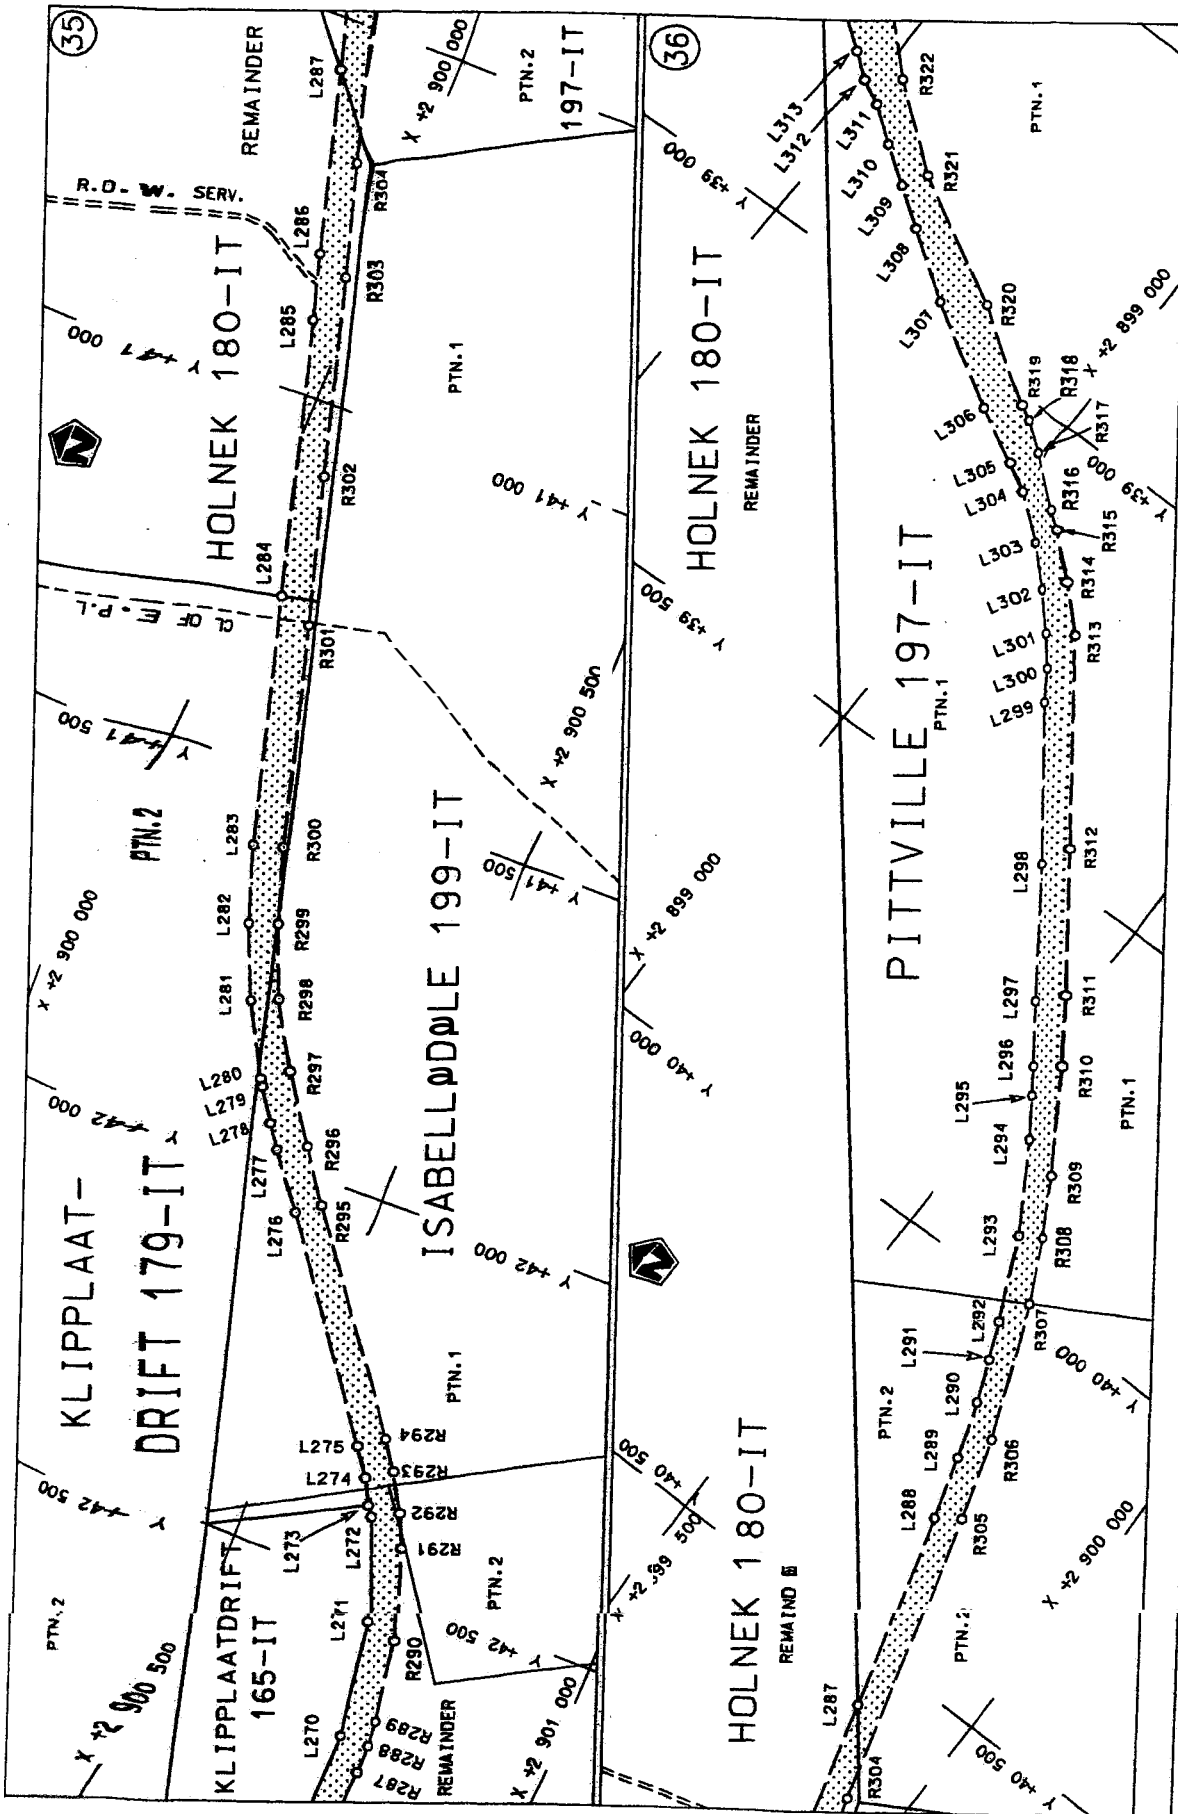 35
REMAINDER
L287
X +2 900 000
PTN.2
197-IT
R.O.W. SERV.
L286
R304
HOLNEK 180-IT
L285
R303
Y +41 000
PTN.1
R302
Y +41 000
L284
R301
℄ OF E.P.L
Y +41 500
X +2 900 500
PTN.2
L283
R300
Y +41 500
X +2 900 000
L282
R299
L281
R298
ISABELLADALE 199-IT
L280
L279
L278
L277
L276
R297
R296
R295
Y +42 000
Y +42 000
KLIPPLAAT-
DRIFT 179-IT
PTN.1
L275
L274
L273
L272
R294
R293
R292
R291
Y +42 500
PTN.2
X +2 900 500
KLIPPLAATDRIFT
165-IT
L271
L270
R290
R289
R288
R287
PTN.2
Y +42 500
REMAINDER
X +2 901 000
36
L313
L312
L311
L310
L309
L308
L307
R322
R321
R320
PTN.1
Y +39 000
HOLNEK 180-IT
REMAINDER
L306
L305
L304
L303
L302
L301
L300
L299
R319
R318
R317
R316
R315
R314
R313
X +2 899 000
Y +39 000
Y +39 500
PITTVILLE 197-IT
PTN.1
L298
R312
X +2 899 000
L297
R311
L296
L295
L294
L293
R310
R309
R308
R307
PTN.1
Y +40 000
L292
L291
L290
L289
L288
PTN.2
R306
R305
Y +40 000
Y +40 500
X +2 899 500
HOLNEK 180-IT
X +2 900 000
PTN.2
L287
R304
Y +40 500